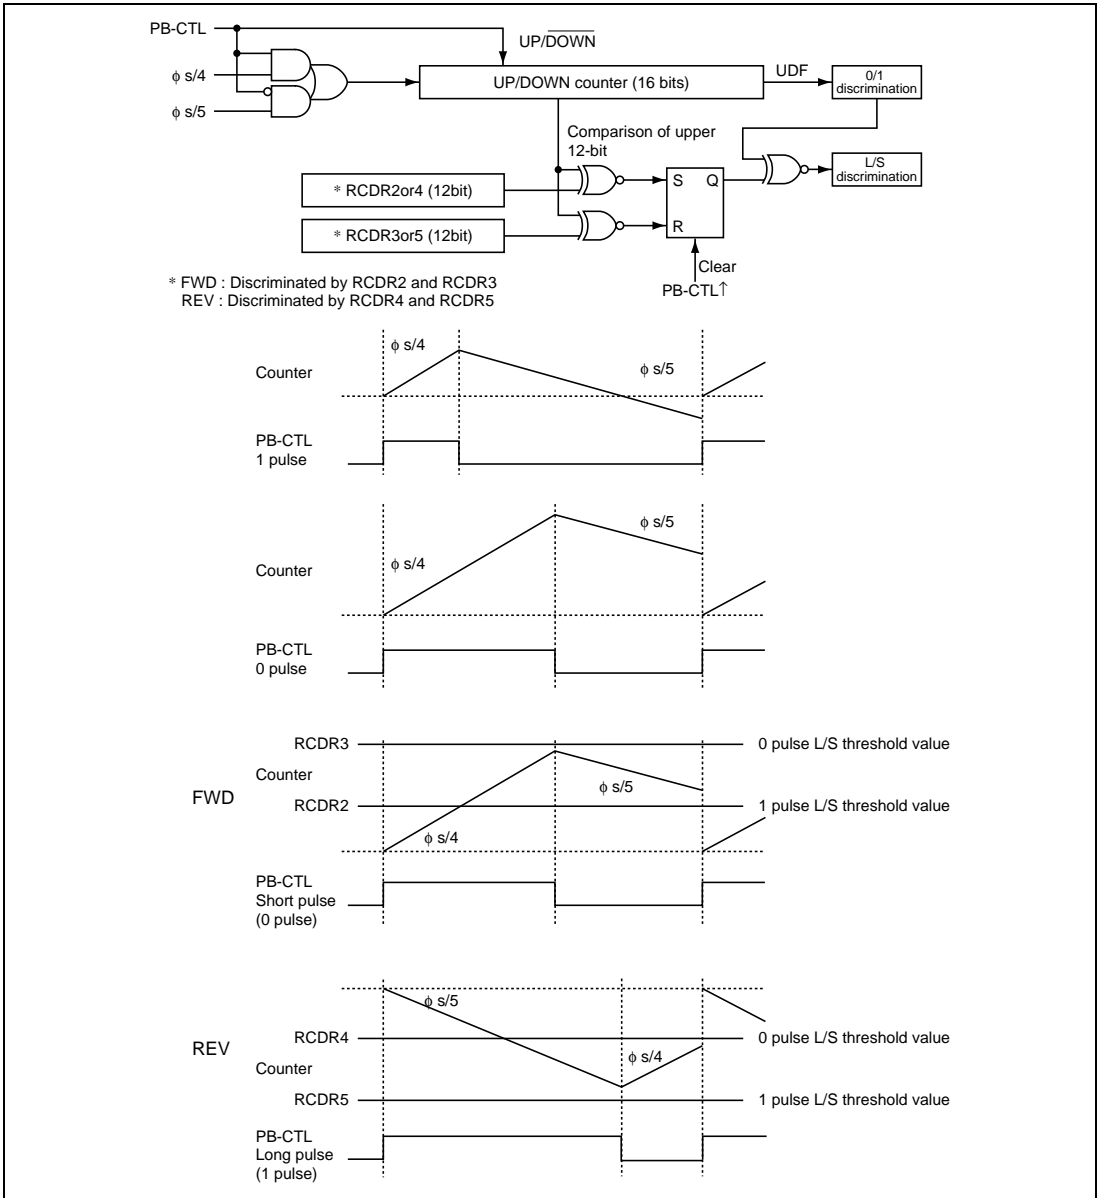 PB-CTL
UP/DOWN
ϕ s/4
UP/DOWN counter (16 bits)
UDF
0/1
discrimination
ϕ s/5
Comparison of upper
12-bit
L/S
discrimination
* RCDR2or4 (12bit)
S Q
* RCDR3or5 (12bit)
R
Clear
PB-CTL↑
* FWD : Discriminated by RCDR2 and RCDR3
REV : Discriminated by RCDR4 and RCDR5
ϕ s/4
Counter
ϕ s/5
PB-CTL
1 pulse
ϕ s/5
Counter
ϕ s/4
PB-CTL
0 pulse
RCDR3
0 pulse L/S threshold value
Counter
FWD
ϕ s/5
RCDR2
1 pulse L/S threshold value
ϕ s/4
PB-CTL
Short pulse
(0 pulse)
ϕ s/5
REV
RCDR4
0 pulse L/S threshold value
Counter
ϕ s/4
RCDR5
1 pulse L/S threshold value
PB-CTL
Long pulse
(1 pulse)